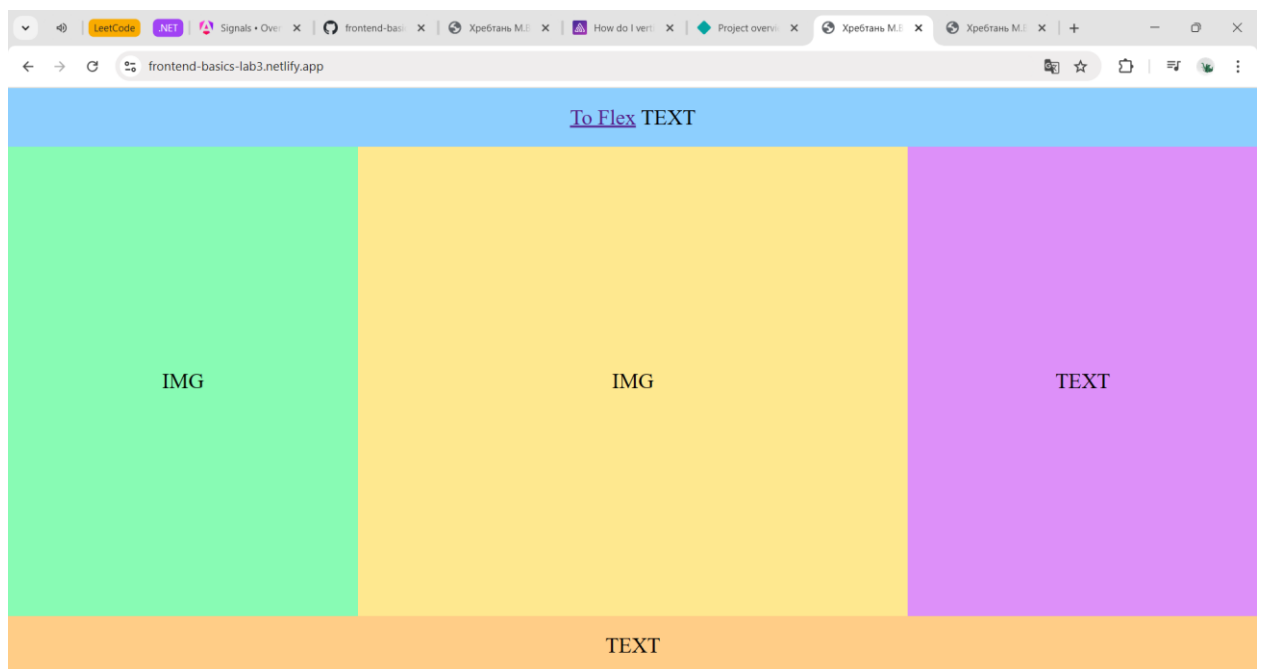 LeetCode .NET Signals • Over frontend-basi Хребтань М.В How do I verti Project overvi Хребтань М.В Хребтань М.В
frontend-basics-lab3.netlify.app
To Flex TEXT
IMG IMG TEXT
TEXT